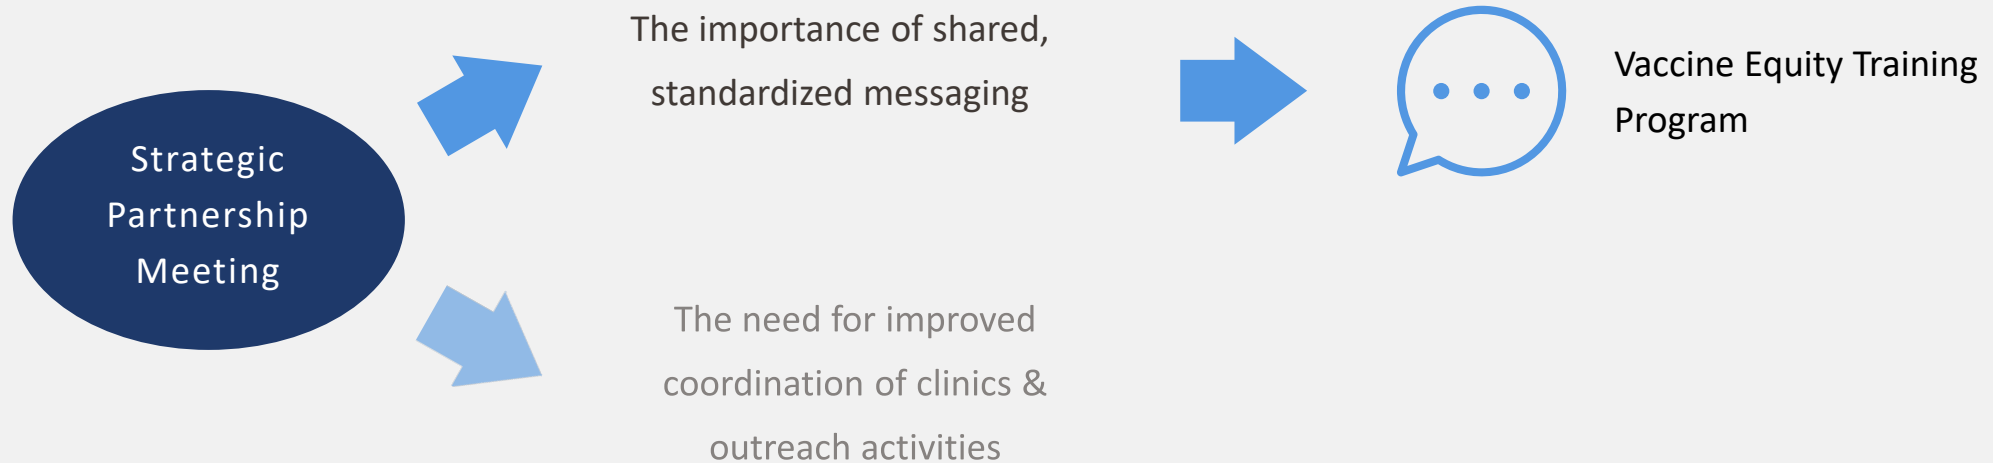 Strategic
Partnership
Meeting
The importance of shared,
standardized messaging
Vaccine Equity Training
Program
The need for improved
coordination of clinics &
outreach activities